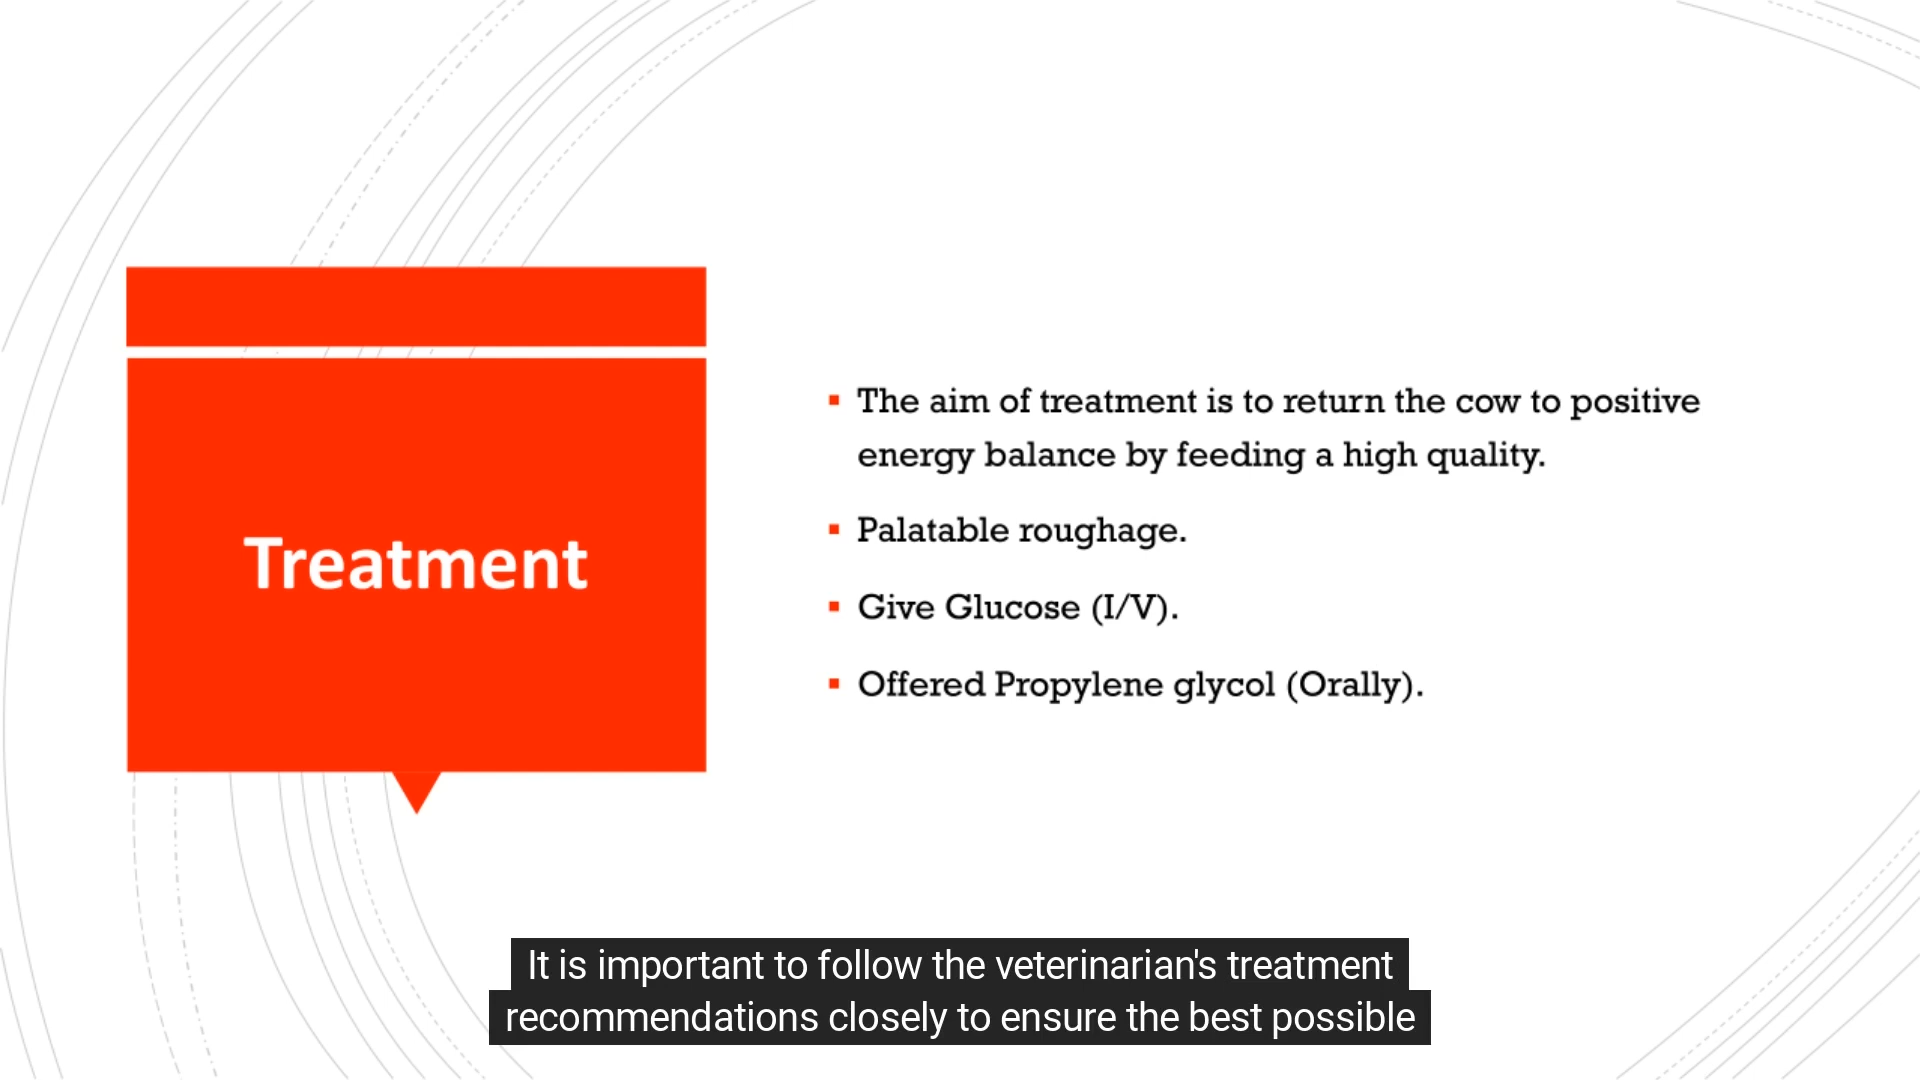 Treatment
The aim of treatment is to return the cow to positive
energy balance by feeding a high quality.
Palatable roughage.
Give Glucose (I/V).
Offered Propylene glycol (Orally).
It is important to follow the veterinarian's treatment
recommendations closely to ensure the best possible